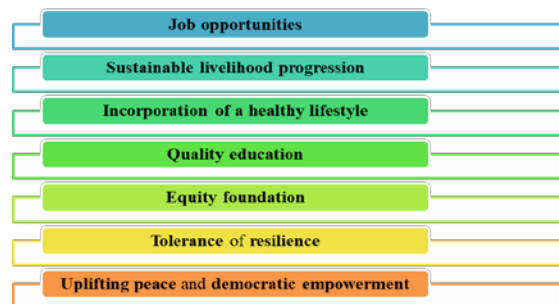 Job opportunities
Sustainable livelihood progression
Incorporation of a healthy lifestyle
Quality education
Equity foundation
Tolerance of resilience
Uplifting peace and democratic empowerment